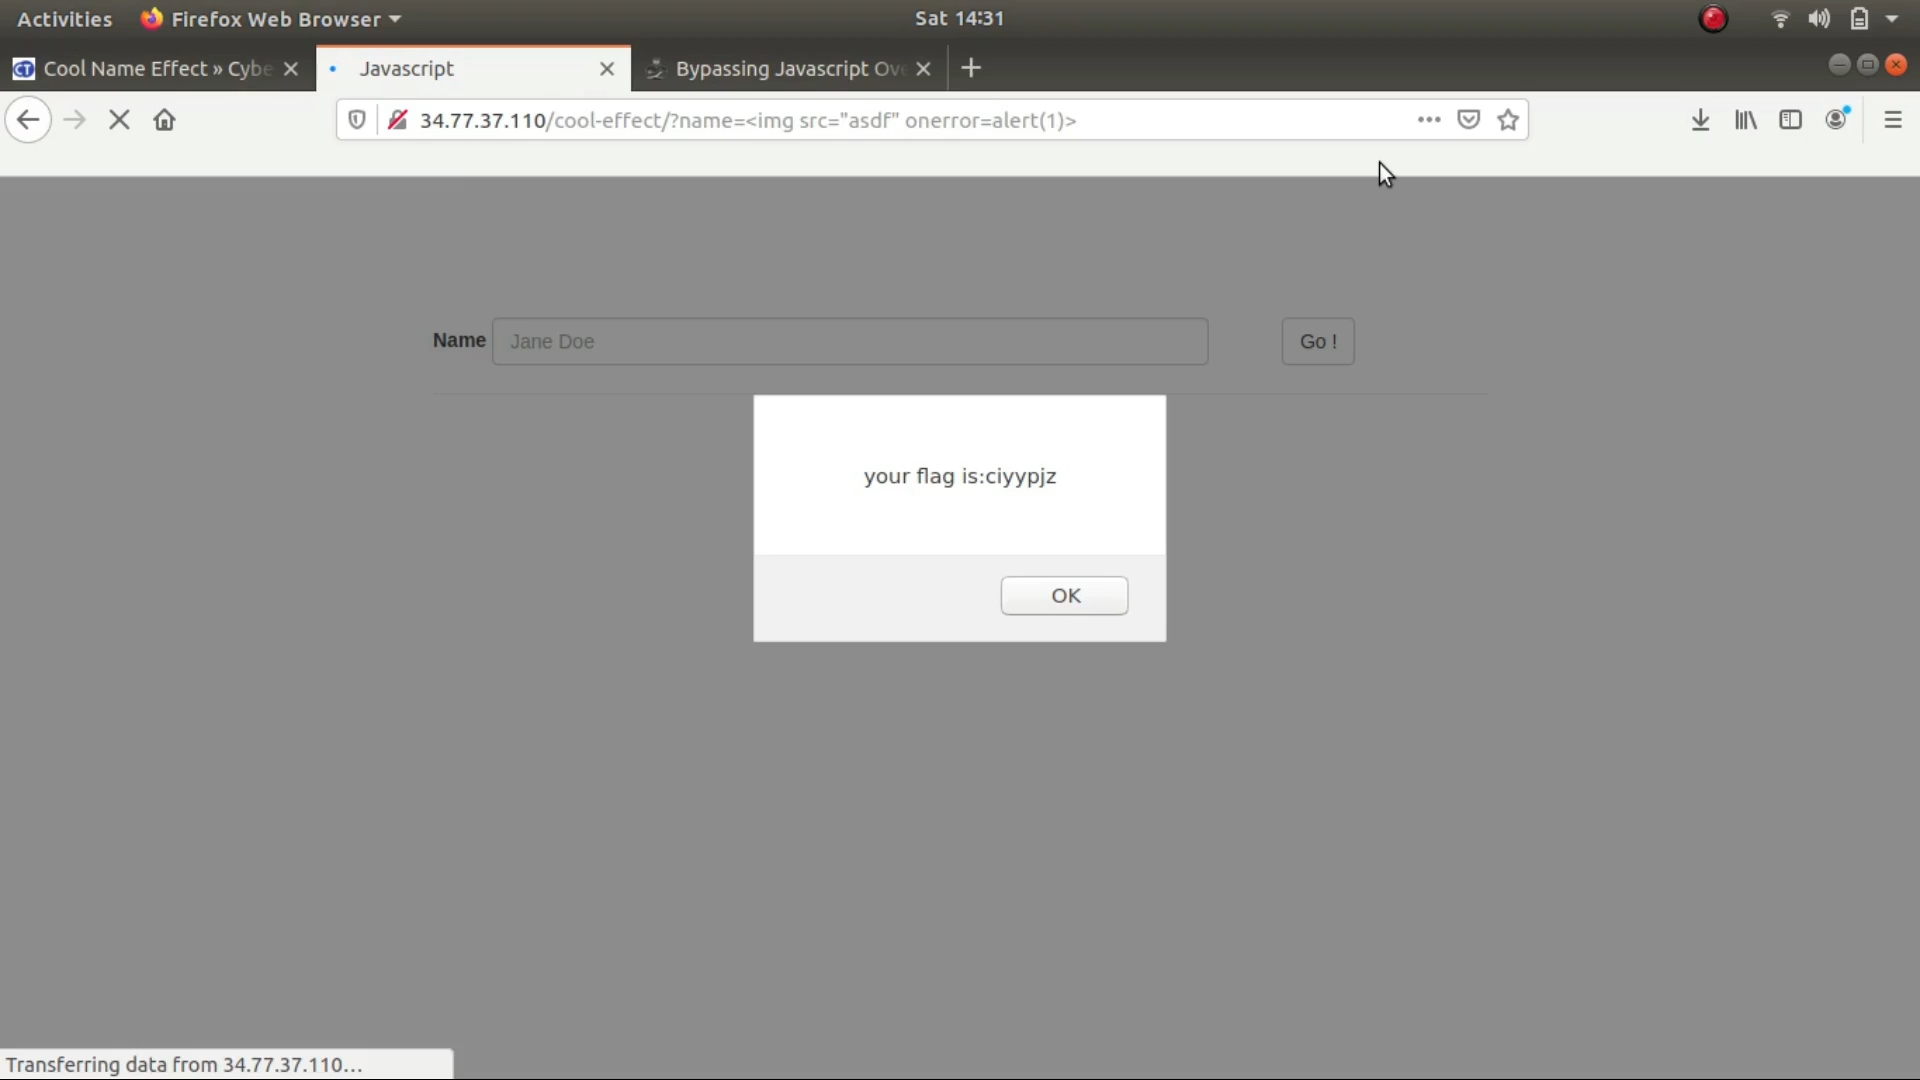 Activities Firefox Web Browser Sat 14:31
Cool Name Effect » Cybe Javascript Bypassing Javascript Ove
34.77.37.110/cool-effect/?name=<img src="asdf" onerror=alert(1)>
Name Jane Doe Go !
your flag is:ciyypjz
OK
Transferring data from 34.77.37.110...